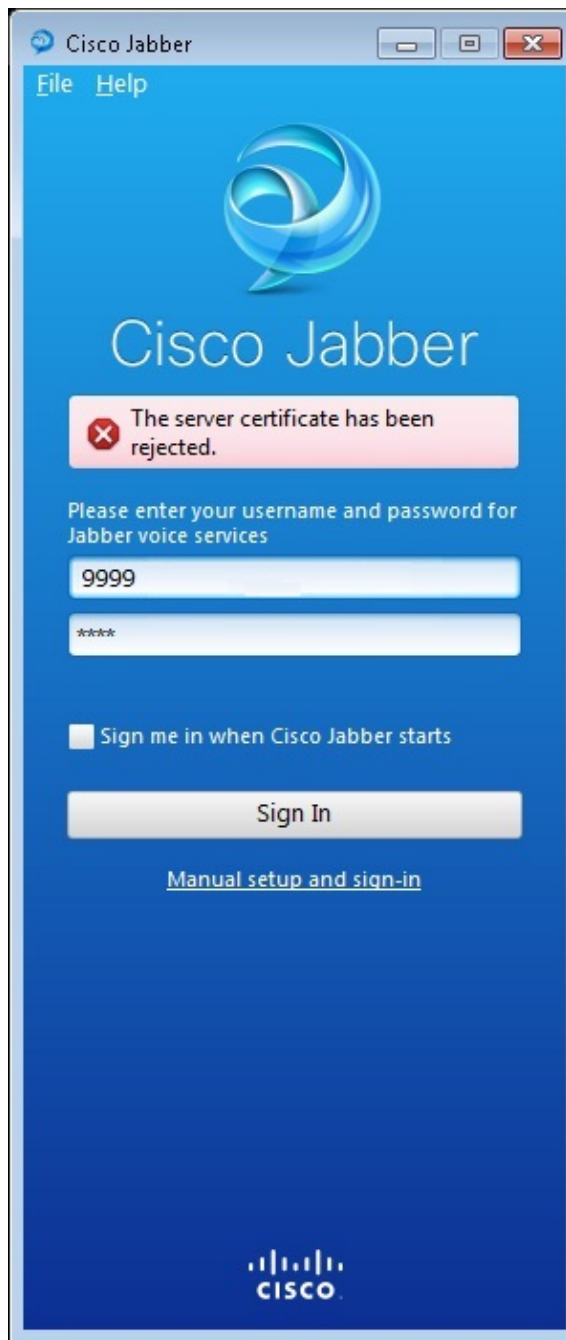 Cisco Jabber
File Help
Cisco Jabber
The server certificate has been
rejected.
Please enter your username and password for
Jabber voice services
9999
****
Sign me in when Cisco Jabber starts
Sign In
Manual setup and sign-in
CISCO